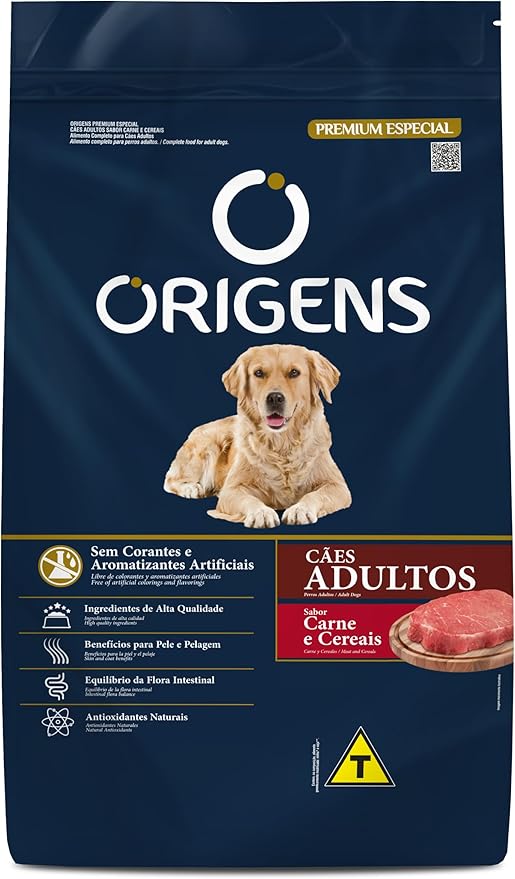 ORIGENS PREMIUM ESPECIAL
CÃES ADULTOS SABOR CARNE E CEREAIS
Alimento Completo para Cães Adultos
Alimento completo para perros adultos. / Complete food for adult dogs.
PREMIUM ESPECIAL
ORIGENS
Sem Corantes e
Aromatizantes Artificiais
Libre de colorantes y aromatizantes artificiales
Free of artificial colorings and flavorings
Ingredientes de Alta Qualidade
Ingredientes de alta calidad
High quality ingredients
Benefícios para Pele e Pelagem
Beneficios para la piel y el pelaje
Skin and coat benefits
Equilíbrio da Flora Intestinal
Equilibrio de la flora intestinal
Intestinal flora balance
Antioxidantes Naturais
Antioxidantes Naturales
Natural Antioxidants
CÃES
ADULTOS
Perros Adultos / Adult Dogs
Sabor
Carne
e Cereais
Carne y Cereales / Meat and Cereals
T